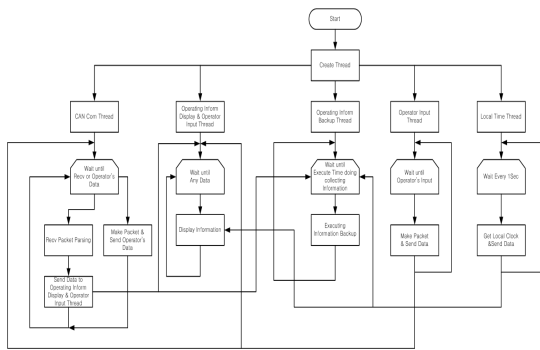 Start
Create Thread
CAN Com Thread
Operating Inform
Display & Operator
Input Thread
Operating Inform
Backup Thread
Operator Input
Thread
Local Time Thread
Wait until
Recv or Operator's
Data
Wait until
Any Data
Wait until
Execute Time doing
collecting
Information
Wait until
Operator's Input
Wait Every 1Sec
Recv Packet Parsing
Make Packet &
Send Operator's
Data
Display Information
Executing
Information Backup
Make Packet
& Send Data
Get Local Clock
&Send Data
Send Data to
Operating Inform
Display & Operator
Input Thread